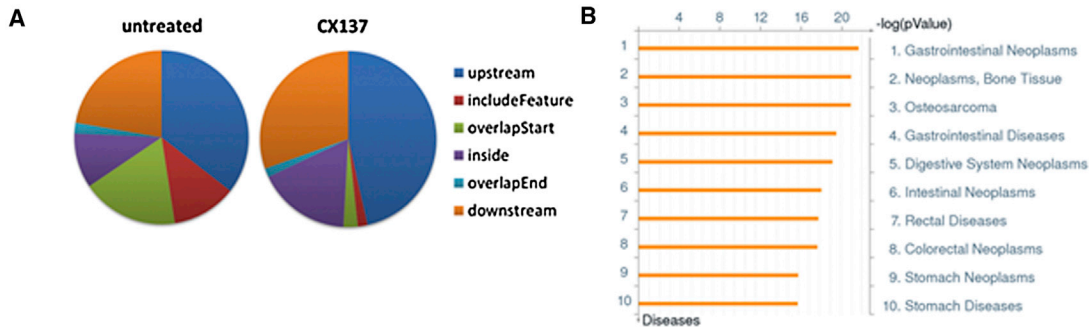 A
untreated
CX137
upstream
includeFeature
overlapStart
inside
overlapEnd
downstream
B
4 8 12 16 20
-log(pValue)
1 1. Gastrointestinal Neoplasms
2 2. Neoplasms, Bone Tissue
3 3. Osteosarcoma
4 4. Gastrointestinal Diseases
5 5. Digestive System Neoplasms
6 6. Intestinal Neoplasms
7 7. Rectal Diseases
8 8. Colorectal Neoplasms
9 9. Stomach Neoplasms
10 10. Stomach Diseases
Diseases